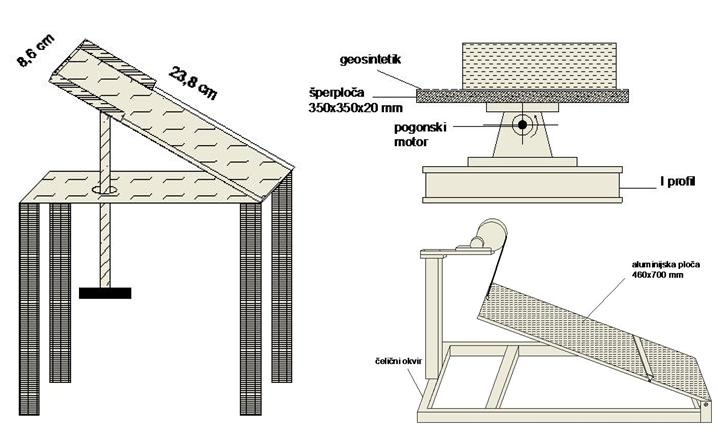 8,6 cm
23,8 cm
geosintetik
šperploča
350x350x20 mm
pogonski
motor
I profil
aluminijska ploča
460x700 mm
čelični okvir